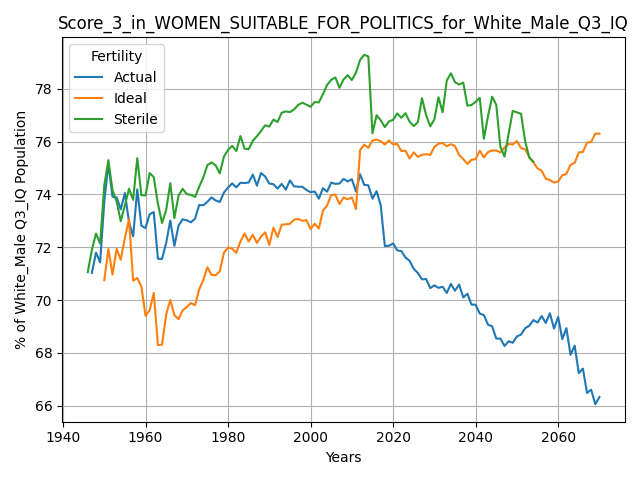 Score_3_in_WOMEN_SUITABLE_FOR_POLITICS_for_White_Male_Q3_IQ
Fertility
Actual
Ideal
Sterile
% of White_Male Q3_IQ Population
78
76
74
72
70
68
66
1940 1960 1980 2000 2020 2040 2060
Years